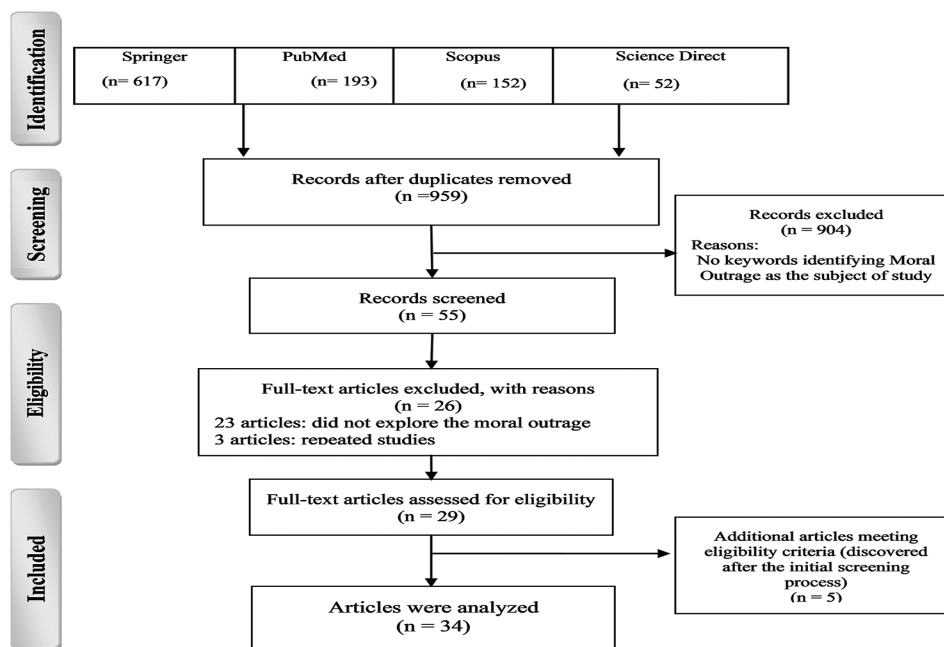 Identification
Springer
(n= 617)
PubMed
(n= 193)
Scopus
(n= 152)
Science Direct
(n= 52)
Screening
Records after duplicates removed
(n =959)
Records excluded
(n = 904)
Reasons:
No keywords identifying Moral
Outrage as the subject of study
Records screened
(n = 55)
Eligibility
Full-text articles excluded, with reasons
(n = 26)
23 articles: did not explore the moral outrage
3 articles: repeated studies
Included
Full-text articles assessed for eligibility
(n = 29)
Additional articles meeting
eligibility criteria (discovered
after the initial screening
process)
(n = 5)
Articles were analyzed
(n = 34)